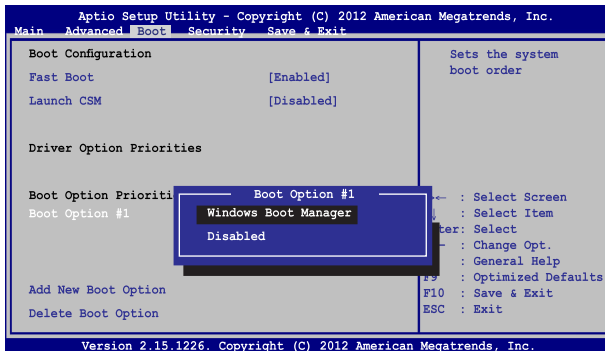 Aptio Setup Utility - Copyright (C) 2012 American Megatrends, Inc.
Main Advanced Boot Security Save & Exit
Boot Configuration
Fast Boot [Enabled]
Launch CSM [Disabled]
Driver Option Priorities
Boot Option Prioriti
Boot Option #1
Boot Option #1
Windows Boot Manager
Disabled
Add New Boot Option
Delete Boot Option
Sets the system
boot order
←: Select Screen
: Select Item
ter: Select
: Change Opt.
: General Help
F9 : Optimized Defaults
F10 : Save & Exit
ESC : Exit
Version 2.15.1226. Copyright (C) 2012 American Megatrends, Inc.